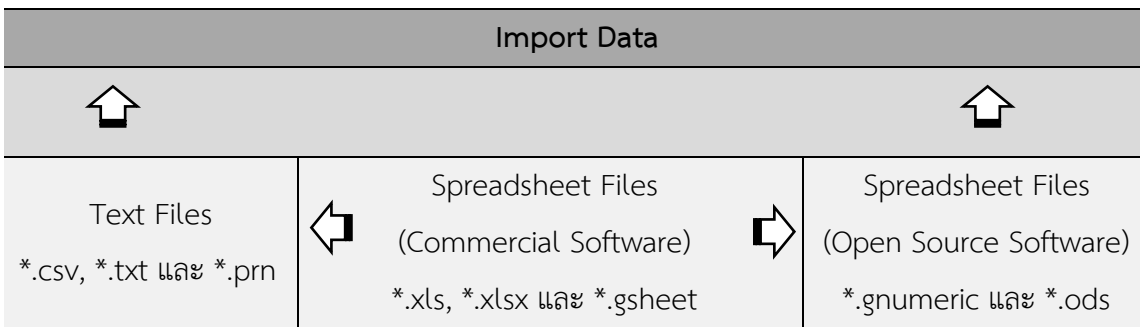 Import Data
Text Files
*.csv, *.txt และ *.prn
Spreadsheet Files
(Commercial Software)
*.xls, *.xlsx และ *.gsheet
Spreadsheet Files
(Open Source Software)
*.gnumeric และ *.ods